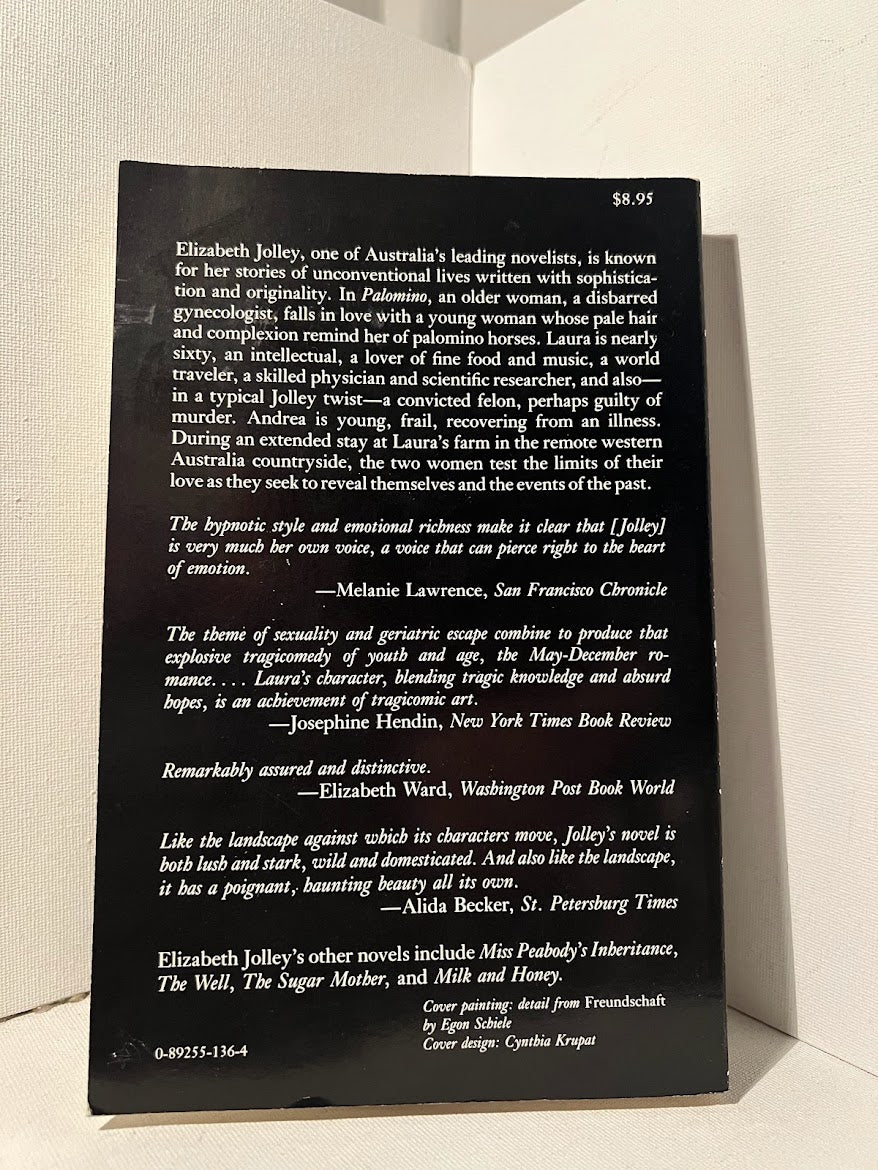 $8.95
Elizabeth Jolley, one of Australia's leading novelists, is known
for her stories of unconventional lives written with sophistica-
tion and originality. In Palomino, an older woman, a disbarred
gynecologist, falls in love with a young woman whose pale hair
and complexion remind her of palomino horses. Laura is nearly
sixty, an intellectual, a lover of fine food and music, a world
traveler, a skilled physician and scientific researcher, and also—
in a typical Jolley twist—a convicted felon, perhaps guilty of
murder. Andrea is young, frail, recovering from an illness.
During an extended stay at Laura's farm in the remote western
Australia countryside, the two women test the limits of their
love as they seek to reveal themselves and the events of the past.
The hypnotic style and emotional richness make it clear that [Jolley]
is very much her own voice, a voice that can pierce right to the heart
of emotion.
—Melanie Lawrence, San Francisco Chronicle
The theme of sexuality and geriatric escape combine to produce that
explosive tragicomedy of youth and age, the May-December ro-
mance. . . . Laura's character, blending tragic knowledge and absurd
hopes, is an achievement of tragicomic art.
—Josephine Hendin, New York Times Book Review
Remarkably assured and distinctive.
—Elizabeth Ward, Washington Post Book World
Like the landscape against which its characters move, Jolley's novel is
both lush and stark, wild and domesticated. And also like the landscape,
it has a poignant, haunting beauty all its own.
—Alida Becker, St. Petersburg Times
Elizabeth Jolley's other novels include Miss Peabody's Inheritance,
The Well, The Sugar Mother, and Milk and Honey.
Cover painting: detail from Freundschaft
by Egon Schiele
Cover design: Cynthia Krupat
0-89255-136-4